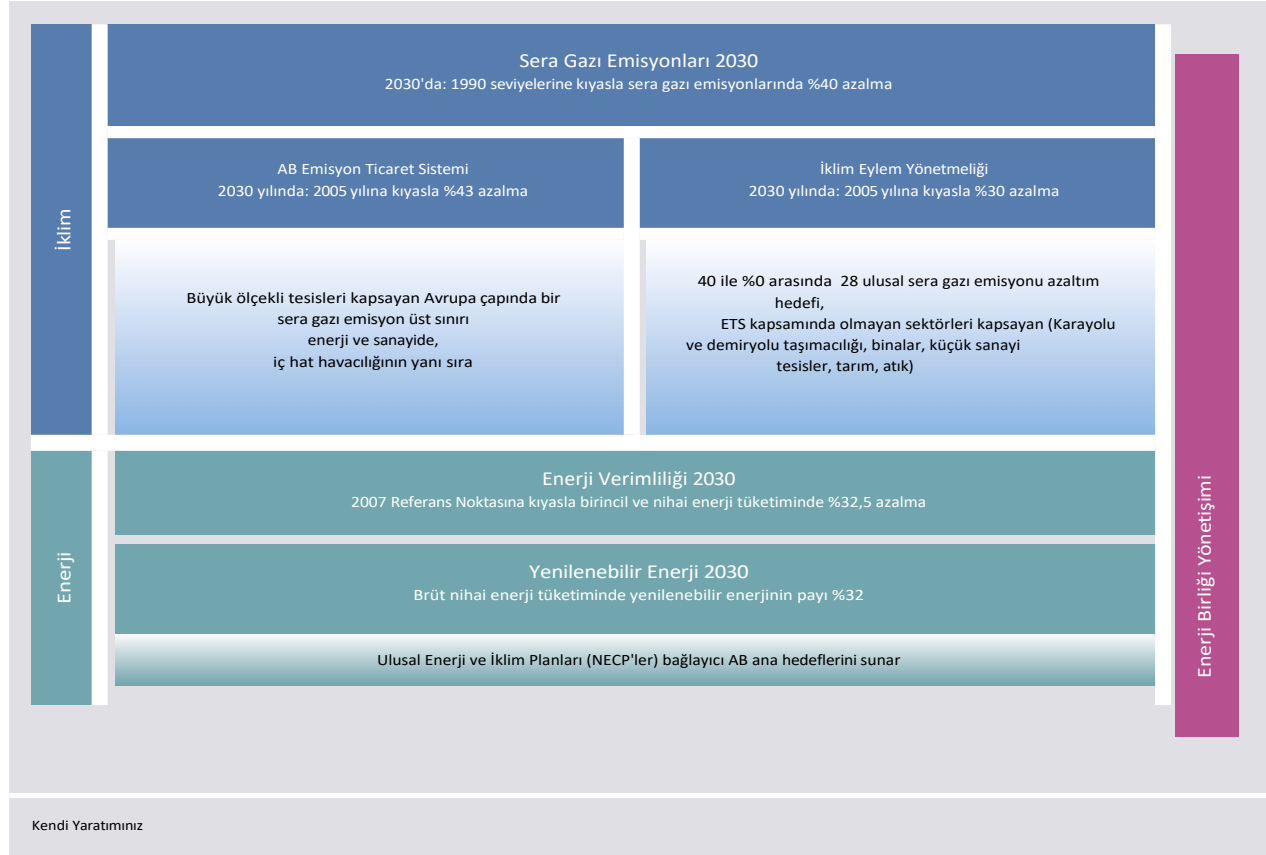 İklim
Sera Gazı Emisyonları 2030
2030'da: 1990 seviyelerine kıyasla sera gazı emisyonlarında %40 azalma
AB Emisyon Ticaret Sistemi
2030 yılında: 2005 yılına kıyasla %43 azalma
İklim Eylem Yönetmeliği
2030 yılında: 2005 yılına kıyasla %30 azalma
Büyük ölçekli tesisleri kapsayan Avrupa çapında bir
sera gazı emisyon üst sınırı
enerji ve sanayide,
iç hat havacılığının yanı sıra
40 ile %0 arasında 28 ulusal sera gazı emisyonu azaltım
hedefi,
ETS kapsamında olmayan sektörleri kapsayan (Karayolu
ve demiryolu taşımacılığı, binalar, küçük sanayi
tesisler, tarım, atık)
Enerji
Enerji Verimliliği 2030
2007 Referans Noktasına kıyasla birincil ve nihai enerji tüketiminde %32,5 azalma
Yenilenebilir Enerji 2030
Brüt nihai enerji tüketiminde yenilenebilir enerjinin payı %32
Ulusal Enerji ve İklim Planları (NECP'ler) bağlayıcı AB ana hedeflerini sunar
Enerji Birliği Yönetişimi
Kendi Yaratımınız